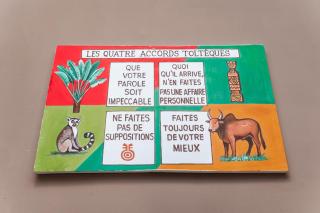 LES QUATRE ACCORDS TOLTÈQUES
QUE
VOTRE
PAROLE
SOIT
IMPECCABLE
QUOI
QU'IL ARRIVE,
N'EN FAITES
PAS UNE AFFAIRE
PERSONNELLE
NE FAITES
PAS DE
SUPPOSITIONS
FAITES
TOUJOURS
DE VOTRE
MIEUX